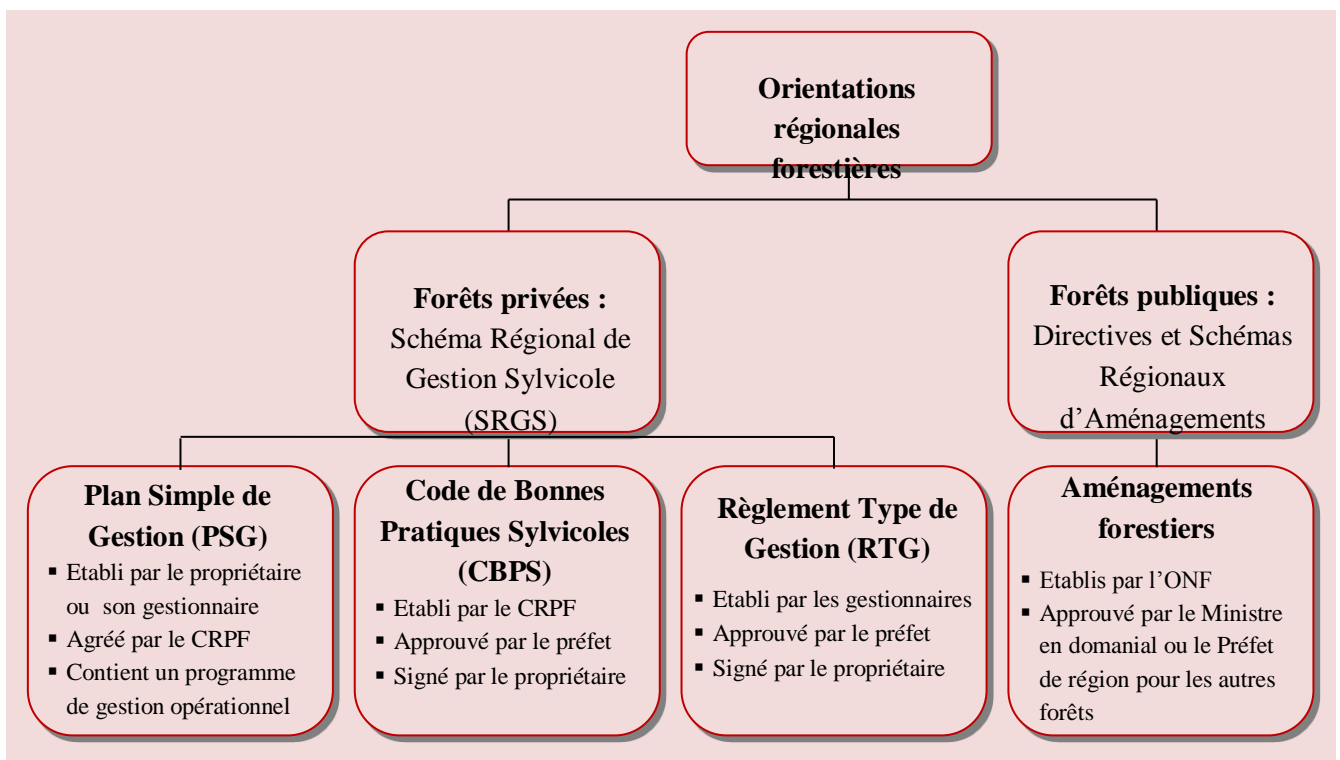 Orientations
régionales
forestières
Forêts privées :
Schéma Régional de
Gestion Sylvicole
(SRGS)
Forêts publiques :
Directives et Schémas
Régionaux
d’Aménagements
Plan Simple de
Gestion (PSG)
▪ Etabli par le propriétaire
ou son gestionnaire
▪ Agréé par le CRPF
▪ Contient un programme
de gestion opérationnel
Code de Bonnes
Pratiques Sylvicoles
(CBPS)
▪ Etabli par le CRPF
▪ Approuvé par le préfet
▪ Signé par le propriétaire
Règlement Type de
Gestion (RTG)
▪ Etabli par les gestionnaires
▪ Approuvé par le préfet
▪ Signé par le propriétaire
Aménagements
forestiers
▪ Etablis par l’ONF
▪ Approuvé par le Ministre
en domanial ou le Préfet
de région pour les autres
forêts